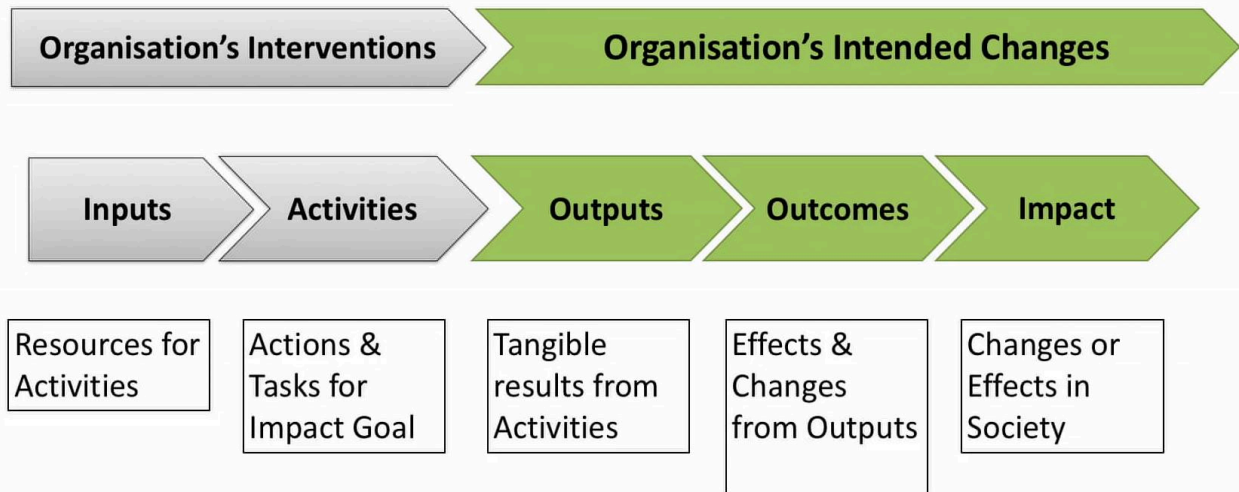 Organisation’s Interventions
Organisation’s Intended Changes
Inputs
Activities
Outputs
Outcomes
Impact
Resources for
Activities
Actions &
Tasks for
Impact Goal
Tangible
results from
Activities
Effects &
Changes
from Outputs
Changes or
Effects in
Society